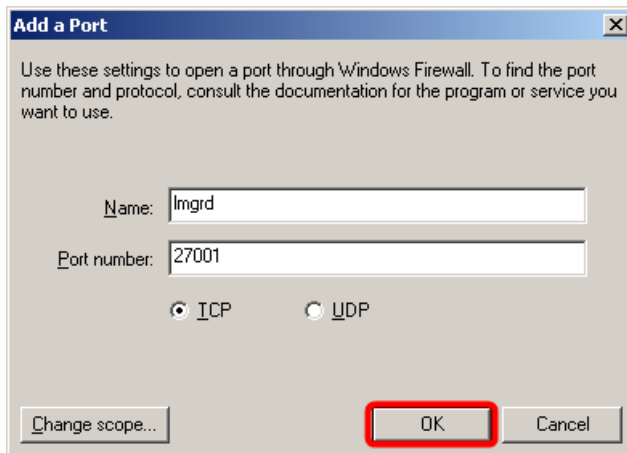 Add a Port
Use these settings to open a port through Windows Firewall. To find the port
number and protocol, consult the documentation for the program or service you
want to use.
Name: lmgrd
Port number: 27001
TCP UDP
Change scope... OK Cancel